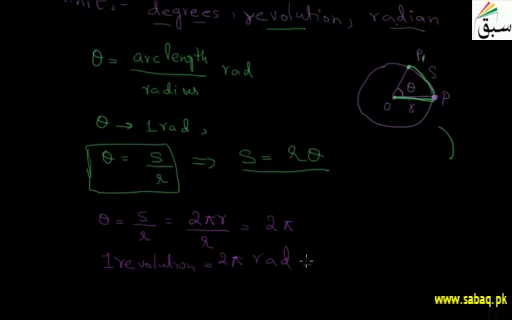 unit,- degrees, revolution, radian
سبق
θ = arc length / radius rad
P₁
S
θ
O
r
P
θ → 1 rad,
θ = S / r ⇒ S = rθ
θ = S / r = 2πr / r = 2π
1 revolution = 2π rad
www.sabaq.pk